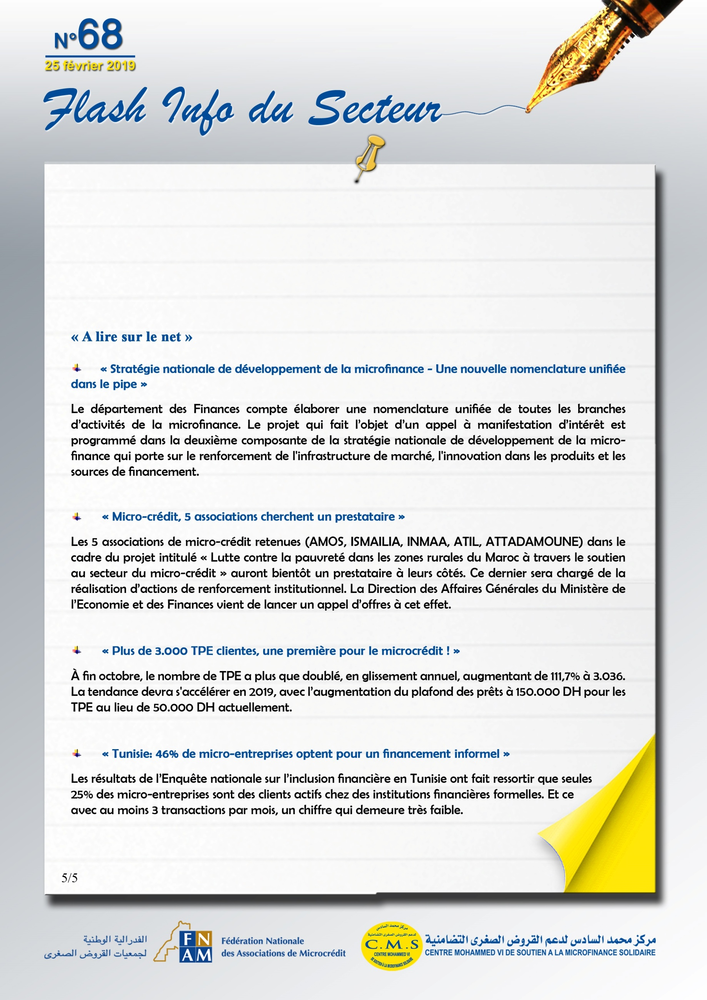 N°68
25 février 2019
Flash Info du Secteur
« A lire sur le net »
« Stratégie nationale de développement de la microfinance - Une nouvelle nomenclature unifiée
dans le pipe »
Le département des Finances compte élaborer une nomenclature unifiée de toutes les branches
d’activités de la microfinance. Le projet qui fait l’objet d’un appel à manifestation d’intérêt est
programmé dans la deuxième composante de la stratégie nationale de développement de la micro-
finance qui porte sur le renforcement de l'infrastructure de marché, l'innovation dans les produits et les
sources de financement.
« Micro-crédit, 5 associations cherchent un prestataire »
Les 5 associations de micro-crédit retenues (AMOS, ISMAILIA, INMAA, ATIL, ATTADAMOUNE) dans le
cadre du projet intitulé « Lutte contre la pauvreté dans les zones rurales du Maroc à travers le soutien
au secteur du micro-crédit » auront bientôt un prestataire à leurs côtés. Ce dernier sera chargé de la
réalisation d’actions de renforcement institutionnel. La Direction des Affaires Générales du Ministère de
l’Economie et des Finances vient de lancer un appel d’offres à cet effet.
« Plus de 3.000 TPE clientes, une première pour le microcrédit ! »
À fin octobre, le nombre de TPE a plus que doublé, en glissement annuel, augmentant de 111,7% à 3.036.
La tendance devra s'accélérer en 2019, avec l’augmentation du plafond des prêts à 150.000 DH pour les
TPE au lieu de 50.000 DH actuellement.
« Tunisie: 46% de micro-entreprises optent pour un financement informel »
Les résultats de l’Enquête nationale sur l’inclusion financière en Tunisie ont fait ressortir que seules
25% des micro-entreprises sont des clients actifs chez des institutions financières formelles. Et ce
avec au moins 3 transactions par mois, un chiffre qui demeure très faible.
5/5
الفدرالية الوطنية
لجمعيات القروض الصغرى
FN
AM
Fédération Nationale
des Associations de Microcrédit
مركز محمد السادس
لدعم القروض الصغرى التضامنية
C.M.S
CENTRE MOHAMMED VI
DE SOUTIEN À LA MICROFINANCE SOLIDAIRE
مركز محمد السادس لدعم القروض الصغرى التضامنية
CENTRE MOHAMMED VI DE SOUTIEN A LA MICROFINANCE SOLIDAIRE